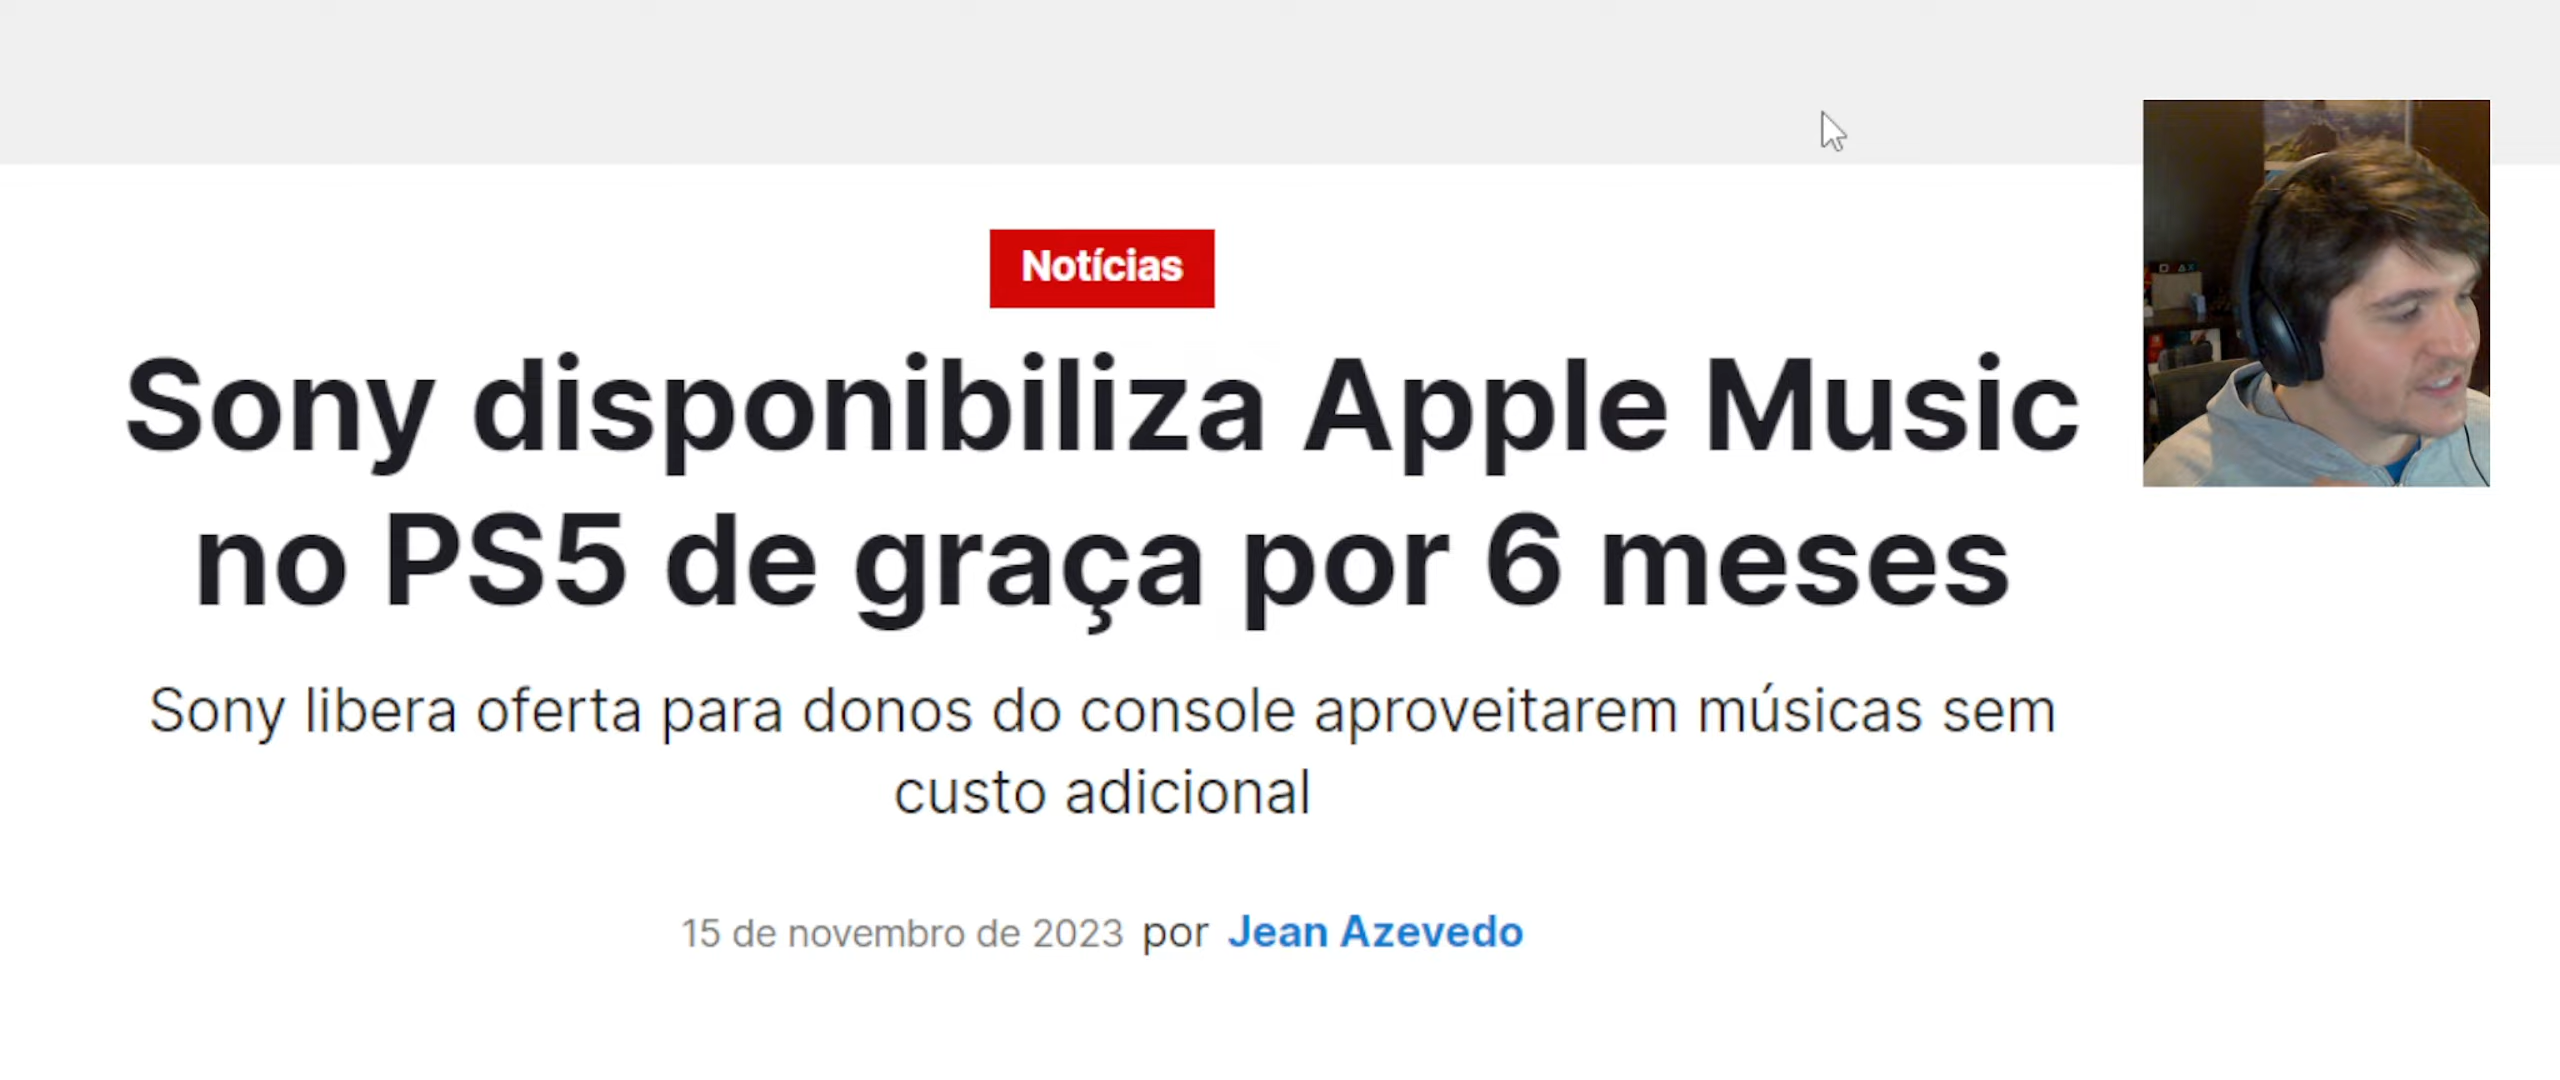 Notícias
Sony disponibiliza Apple Music
no PS5 de graça por 6 meses
Sony libera oferta para donos do console aproveitarem músicas sem
custo adicional
15 de novembro de 2023 por Jean Azevedo